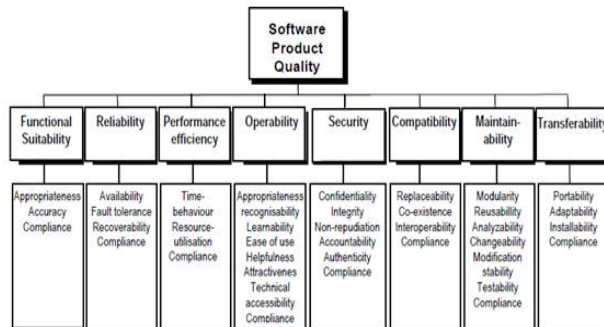 Software
Product
Quality
Functional
Suitability
Reliability
Performance
efficiency
Operability
Security
Compatibility
Maintain-
ability
Transferability
Appropriateness
Accuracy
Compliance
Availability
Fault tolerance
Recoverability
Compliance
Time-
behaviour
Resource-
utilisation
Compliance
Appropriateness
recognisability
Learnability
Ease of use
Helpfulness
Attractivenes
Technical
accessibility
Compliance
Confidentiality
Integrity
Non-repudiation
Accountability
Authenticity
Compliance
Replaceability
Co-existence
Interoperability
Compliance
Modularity
Reusability
Analyzability
Changeability
Modification
stability
Testability
Compliance
Portability
Adaptability
Installability
Compliance